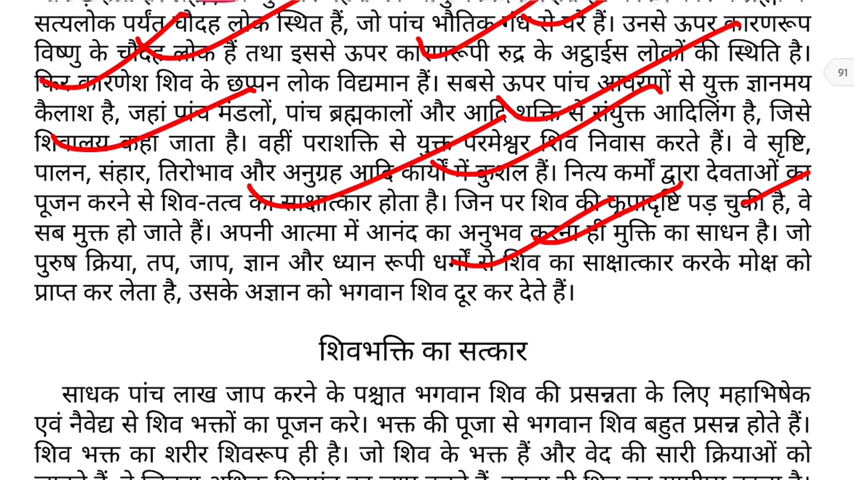 सत्यलोक पर्यंत चौदह लोक स्थित हैं, जो पांच भौतिक गंध से परे हैं। उनसे ऊपर कारणरूप
विष्णु के चौदह लोक हैं तथा इससे ऊपर कारणरूपी रुद्र के अट्ठाईस लोकों की स्थिति है।
फिर कारणेश शिव के छप्पन लोक विद्यमान हैं। सबसे ऊपर पांच आवरणों से युक्त ज्ञानमय
कैलाश है, जहां पांच मंडलों, पांच ब्रह्मकालों और आदि शक्ति से संयुक्त आदिलिंग है, जिसे
शिवालय कहा जाता है। वहीं पराशक्ति से युक्त परमेश्वर शिव निवास करते हैं। वे सृष्टि,
पालन, संहार, तिरोभाव और अनुग्रह आदि कार्यों में कुशल हैं। नित्य कर्मों द्वारा देवताओं का
पूजन करने से शिव-तत्व का साक्षात्कार होता है। जिन पर शिव की कृपादृष्टि पड़ चुकी है, वे
सब मुक्त हो जाते हैं। अपनी आत्मा में आनंद का अनुभव करना ही मुक्ति का साधन है। जो
पुरुष क्रिया, तप, जाप, ज्ञान और ध्यान रूपी धर्मों से शिव का साक्षात्कार करके मोक्ष को
प्राप्त कर लेता है, उसके अज्ञान को भगवान शिव दूर कर देते हैं।
91
शिवभक्ति का सत्कार
साधक पांच लाख जाप करने के पश्चात भगवान शिव की प्रसन्नता के लिए महाभिषेक
एवं नैवेद्य से शिव भक्तों का पूजन करे। भक्त की पूजा से भगवान शिव बहुत प्रसन्न होते हैं।
शिव भक्त का शरीर शिवरूप ही है। जो शिव के भक्त हैं और वेद की सारी क्रियाओं को